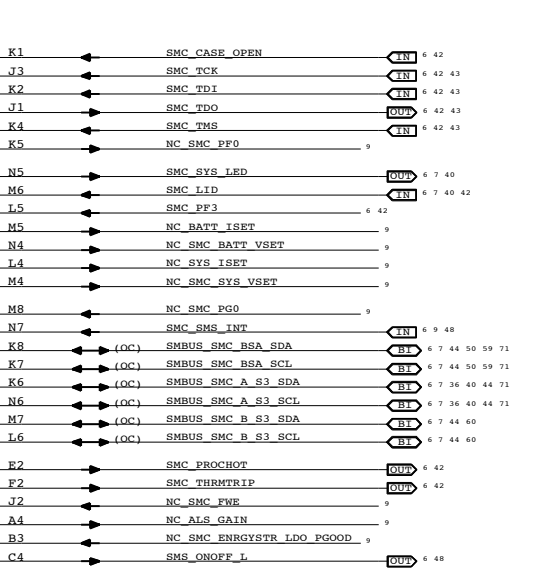 K1 SMC_CASE_OPEN IN 6 42
J3 SMC_TCK IN 6 42 43
K2 SMC_TDI IN 6 42 43
J1 SMC_TDO OUT 6 42 43
K4 SMC_TMS IN 6 42 43
K5 NC_SMC_PF0 9
N5 SMC_SYS_LED OUT 6 7 40
M6 SMC_LID IN 6 7 40 42
L5 SMC_PF3 6 42
M5 NC_BATT_ISET 9
N4 NC_SMC_BATT_VSET 9
L4 NC_SYS_ISET 9
M4 NC_SMC_SYS_VSET 9
M8 NC_SMC_PG0 9
N7 SMC_SMS_INT IN 6 9 48
K8 (OC) SMBUS_SMC_BSA_SDA BI 6 7 44 50 59 71
K7 (OC) SMBUS_SMC_BSA_SCL BI 6 7 44 50 59 71
K6 (OC) SMBUS_SMC_A_S3_SDA BI 6 7 36 40 44 71
N6 (OC) SMBUS_SMC_A_S3_SCL BI 6 7 36 40 44 71
M7 (OC) SMBUS_SMC_B_S3_SDA BI 6 7 44 60
L6 (OC) SMBUS_SMC_B_S3_SCL BI 6 7 44 60
E2 SMC_PROCHOT OUT 6 42
F2 SMC_THRMTRIP OUT 6 42
J2 NC_SMC_FWE 9
A4 NC_ALS_GAIN 9
B3 NC_SMC_ENRGYSTR_LDO_PGOOD 9
C4 SMS_ONOFF_L OUT 6 48